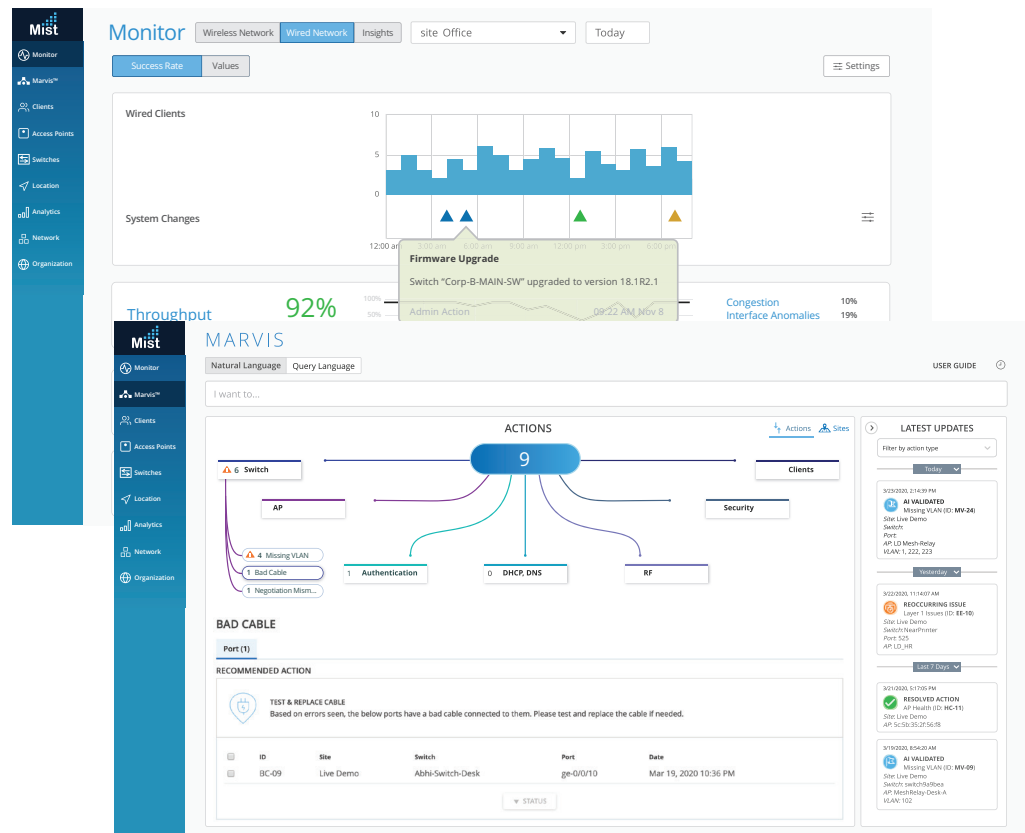 Mist
Monitor
Marvis™
Clients
Access Points
Switches
Location
Analytics
Network
Organization
Monitor
Wireless Network
Wired Network
Insights
site Office
Today
Success Rate
Values
Settings
Wired Clients
10
5
0
System Changes
12:00 am 3:00 am 6:00 am 9:00 am 12:00 pm 3:00 pm 6:00 pm
Firmware Upgrade
Switch “Corp-B-MAIN-SW” upgraded to version 18.1R2.1
Admin Action 09:22 AM Nov 8
Throughput
92%
100%
50%
Congestion 10%
Interface Anomalies 19%
Mist
Monitor
Marvis™
Clients
Access Points
Switches
Location
Analytics
Network
Organization
MARVIS
Natural Language
Query Language
USER GUIDE
I want to...
ACTIONS
Actions
Sites
9
6 Switch
Clients
AP
Security
4 Missing VLAN
1 Bad Cable
1 Negotiation Mism...
1 Authentication
0 DHCP, DNS
RF
BAD CABLE
Port (1)
RECOMMENDED ACTION
TEST & REPLACE CABLE
Based on errors seen, the below ports have a bad cable connected to them. Please test and replace the cable if needed.
ID Site Switch Port Date
BC-09 Live Demo Abhi-Switch-Desk ge-0/0/10 Mar 19, 2020 10:36 PM
STATUS
LATEST UPDATES
Filter by action type
Today
3/23/2020, 2:14:39 PM
AI VALIDATED
Missing VLAN (ID: MV-24)
Site: Live Demo
Switch:
Port:
AP: LD Mesh-Relay
VLAN: 1, 222, 223
Yesterday
3/22/2020, 11:14:07 AM
REOCCURRING ISSUE
Layer 1 Issues (ID: EE-10)
Site: Live Demo
Switch: NearPrinter
Port: 525
AP: LD_HR
Last 7 Days
3/21/2020, 5:17:05 PM
RESOLVED ACTION
AP Health (ID: HC-11)
Site: Live Demo
AP: 5c:5b:35:2f:56:f8
3/19/2020, 8:54:20 AM
AI VALIDATED
Missing VLAN (ID: MV-09)
Site: Live Demo
Switch: switch9a9bea
AP: MeshRelay-Desk-A
VLAN: 102